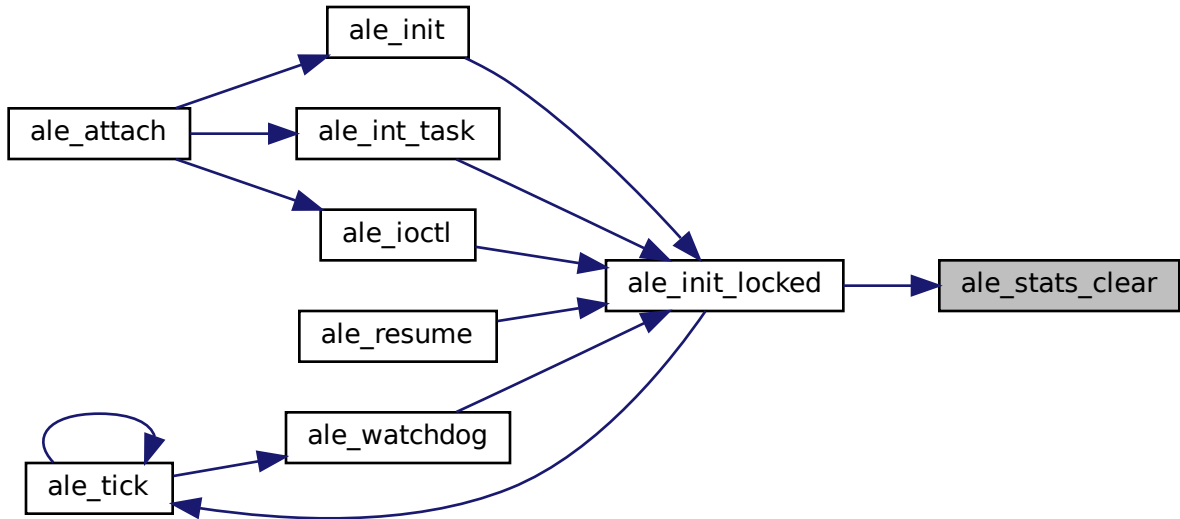 ale_init
ale_attach
ale_int_task
ale_ioctl
ale_init_locked
ale_stats_clear
ale_resume
ale_watchdog
ale_tick